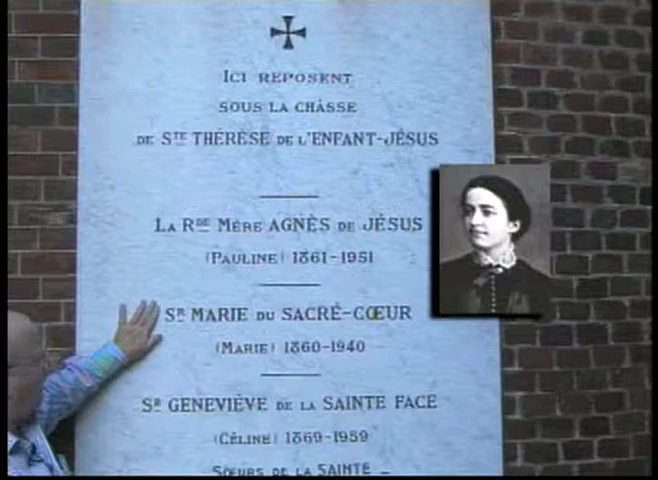 ICI REPOSENT
SOUS LA CHÂSSE
DE STE THÉRÈSE DE L'ENFANT-JÉSUS
LA RDE MÈRE AGNÈS DE JÉSUS
(PAULINE) 1861-1951
SR MARIE DU SACRÉ-CŒUR
(MARIE) 1860-1940
SR GENEVIÈVE DE LA SAINTE FACE
(CÉLINE) 1869-1959
SŒURS DE LA SAINTE